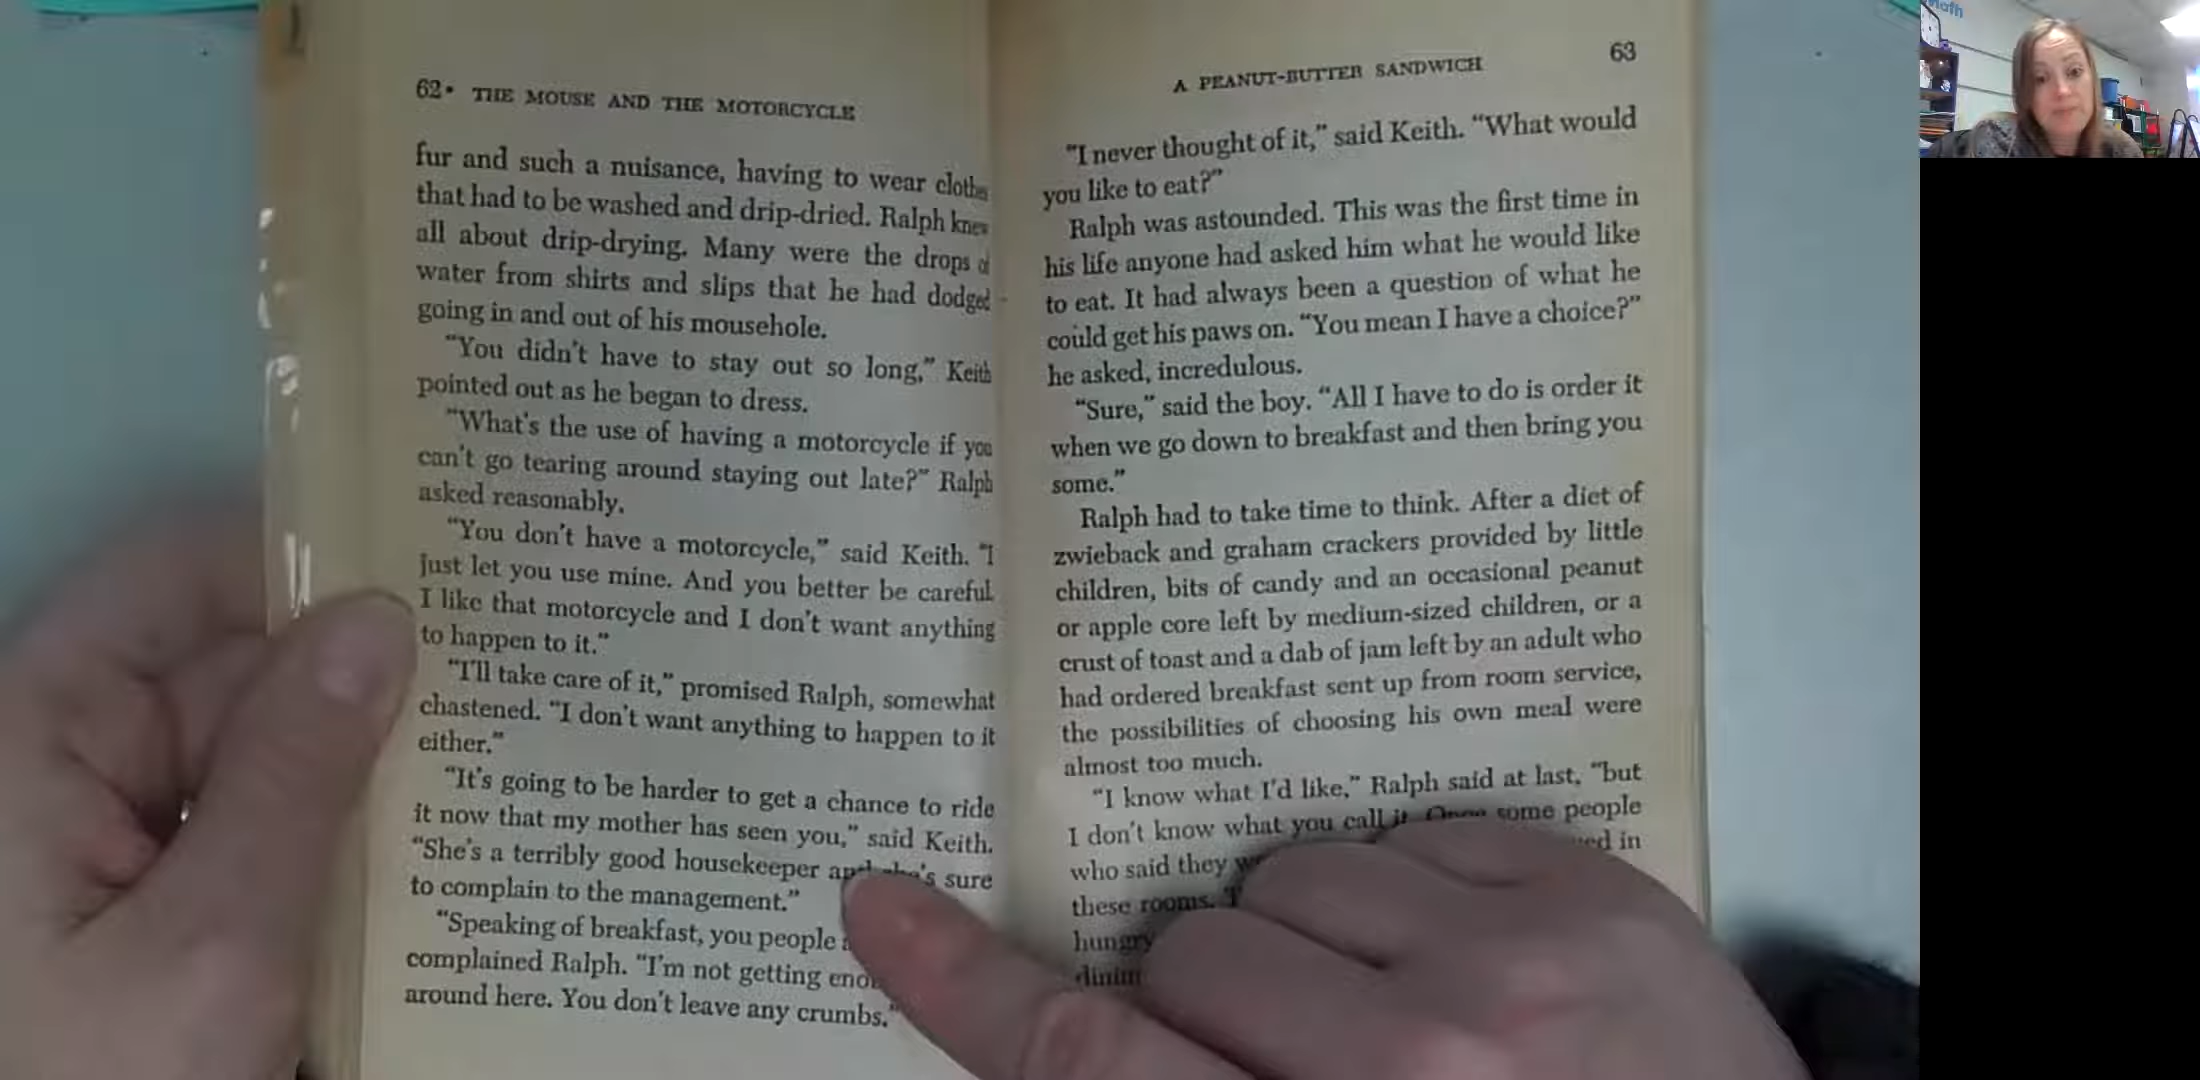 62• THE MOUSE AND THE MOTORCYCLE
fur and such a nuisance, having to wear clothes
that had to be washed and drip-dried. Ralph knew
all about drip-drying. Many were the drops of
water from shirts and slips that he had dodged
going in and out of his mousehole.
"You didn't have to stay out so long," Keith
pointed out as he began to dress.
"What's the use of having a motorcycle if you
can't go tearing around staying out late?" Ralph
asked reasonably.
"You don't have a motorcycle," said Keith. "I
just let you use mine. And you better be careful.
I like that motorcycle and I don't want anything
to happen to it."
"I'll take care of it," promised Ralph, somewhat
chastened. "I don't want anything to happen to it
either."
"It's going to be harder to get a chance to ride
it now that my mother has seen you," said Keith.
"She's a terribly good housekeeper and she's sure
to complain to the management."
"Speaking of breakfast, you people
complained Ralph. "I'm not getting
around here. You don't leave any crumbs."
A PEANUT-BUTTER SANDWICH 63
"I never thought of it," said Keith. "What would
you like to eat?"
Ralph was astounded. This was the first time in
his life anyone had asked him what he would like
to eat. It had always been a question of what he
could get his paws on. "You mean I have a choice?"
he asked, incredulous.
"Sure," said the boy. "All I have to do is order it
when we go down to breakfast and then bring you
some."
Ralph had to take time to think. After a diet of
zwieback and graham crackers provided by little
children, bits of candy and an occasional peanut
or apple core left by medium-sized children, or a
crust of toast and a dab of jam left by an adult who
had ordered breakfast sent up from room service,
the possibilities of choosing his own meal were
almost too much.
"I know what I'd like," Ralph said at last, "but
I don't know what you call it. Once some people
who said they in
these rooms.
hungry
math